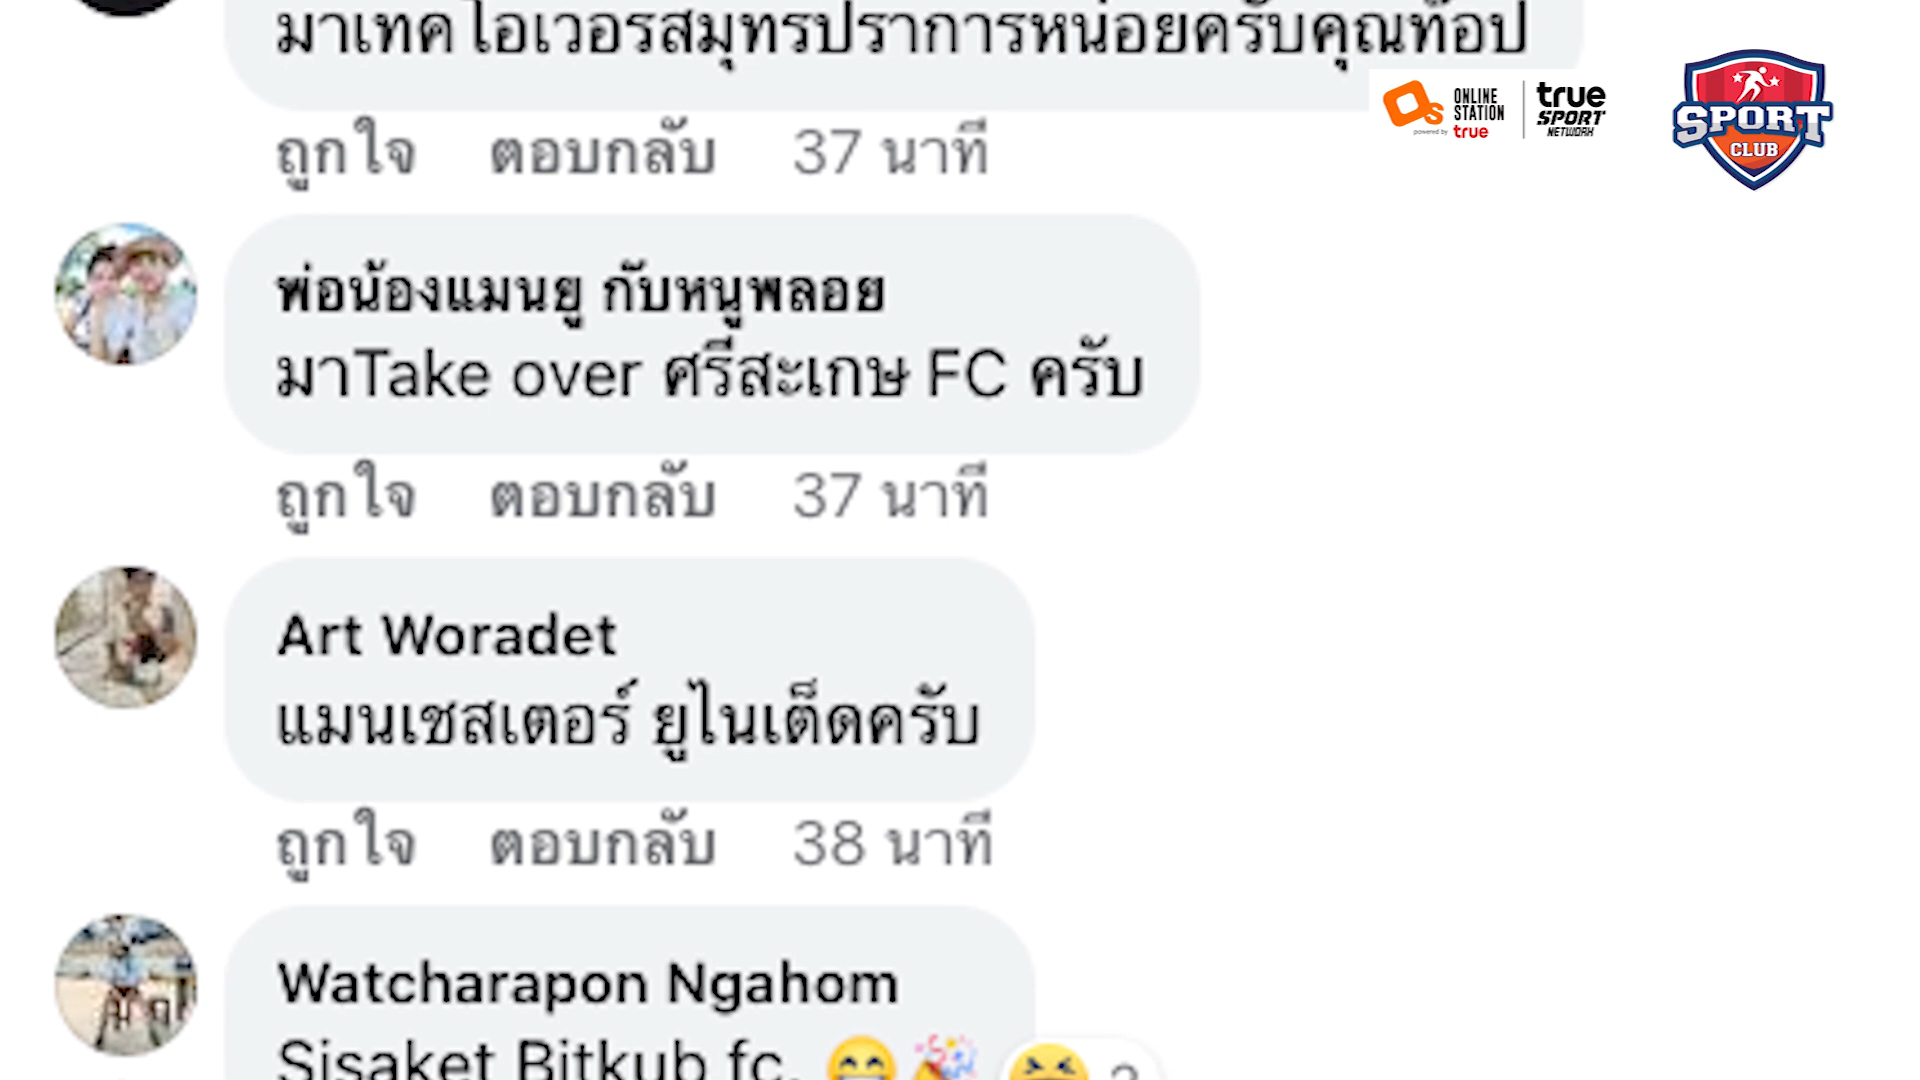 มาเทคโอเวอร์สมุทรปราการหน่อยครับคุณท๊อป
ถูกใจ ตอบกลับ 37 นาที
ONLINE STATION
powered by true
true SPORT NETWORK
SPORT CLUB
พ่อน้องแมนยู กับหนูพลอย
มาTake over ศรีสะเกษ FC ครับ
ถูกใจ ตอบกลับ 37 นาที
Art Woradet
แมนเชสเตอร์ ยูไนเต็ดครับ
ถูกใจ ตอบกลับ 38 นาที
Watcharapon Ngahom
Sisaket Bitkub fc. 😁🎉